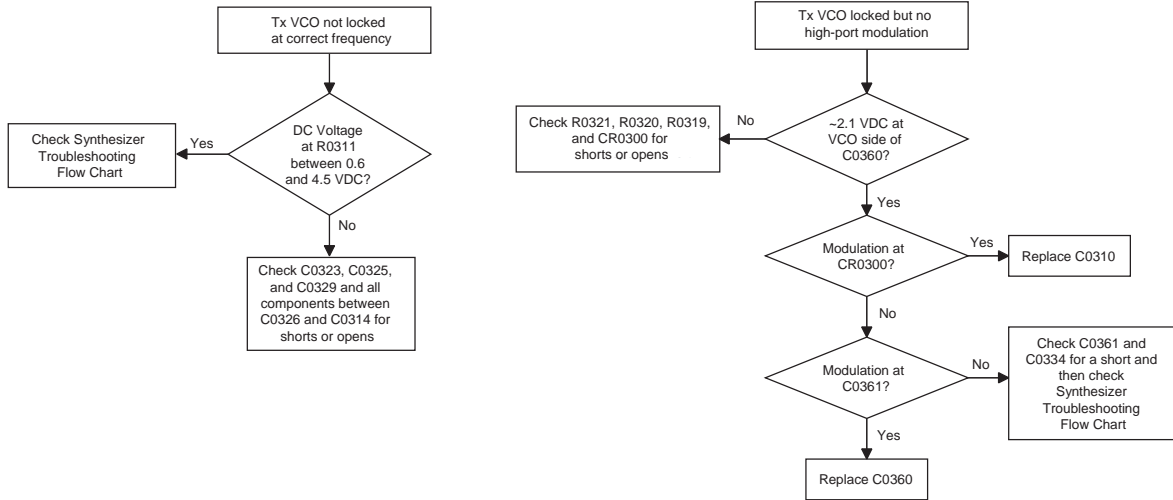 Tx VCO not locked
at correct frequency
DC Voltage
at R0311
between 0.6
and 4.5 VDC?
Yes
Check Synthesizer
Troubleshooting
Flow Chart
No
Check C0323, C0325,
and C0329 and all
components between
C0326 and C0314 for
shorts or opens
Tx VCO locked but no
high-port modulation
~2.1 VDC at
VCO side of
C0360?
No
Check R0321, R0320, R0319,
and CR0300 for
shorts or opens
Yes
Modulation at
CR0300?
Yes
Replace C0310
No
Modulation at
C0361?
No
Check C0361 and
C0334 for a short and
then check
Synthesizer
Troubleshooting
Flow Chart
Yes
Replace C0360